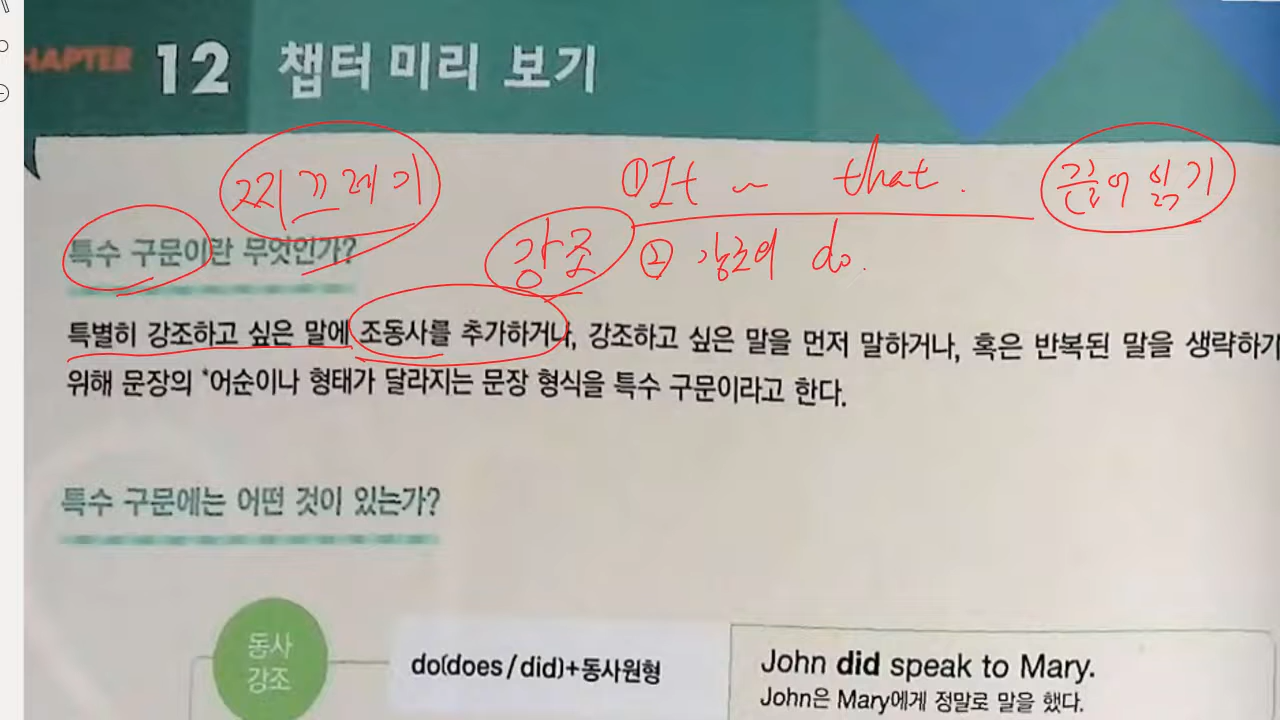 HAPTER 12 챕터 미리 보기
찌끄레기
①It ~ that.
끊어 읽기
강조
② 강조의 do.
특수 구문이란 무엇인가?
특별히 강조하고 싶은 말에 조동사를 추가하거나, 강조하고 싶은 말을 먼저 말하거나, 혹은 반복된 말을 생략하기
위해 문장의 *어순이나 형태가 달라지는 문장 형식을 특수 구문이라고 한다.
특수 구문에는 어떤 것이 있는가?
동사
강조
do(does/did)+동사원형
John did speak to Mary.
John은 Mary에게 정말로 말을 했다.